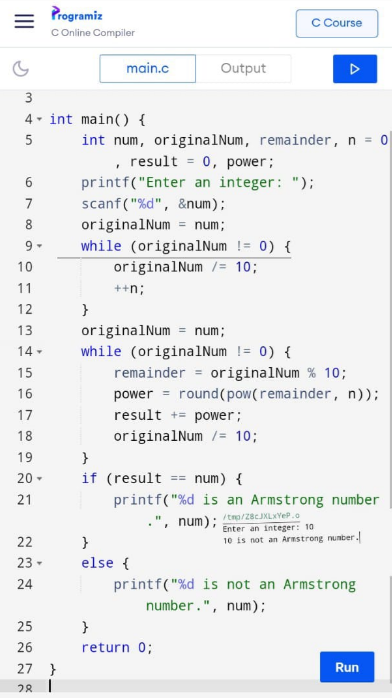 Programiz
C Online Compiler
C Course
main.c
Output
3
4 int main() {
5 int num, originalNum, remainder, n = 0
, result = 0, power;
6 printf("Enter an integer: ");
7 scanf("%d", &num);
8 originalNum = num;
9 while (originalNum != 0) {
10 originalNum /= 10;
11 ++n;
12 }
13 originalNum = num;
14 while (originalNum != 0) {
15 remainder = originalNum % 10;
16 power = round(pow(remainder, n));
17 result += power;
18 originalNum /= 10;
19 }
20 if (result == num) {
21 printf("%d is an Armstrong number
.", num);
/tmp/Z8cJXLxYeP.o
Enter an integer: 10
10 is not an Armstrong number.
22 }
23 else {
24 printf("%d is not an Armstrong
number.", num);
25 }
26 return 0;
27 }
28
Run